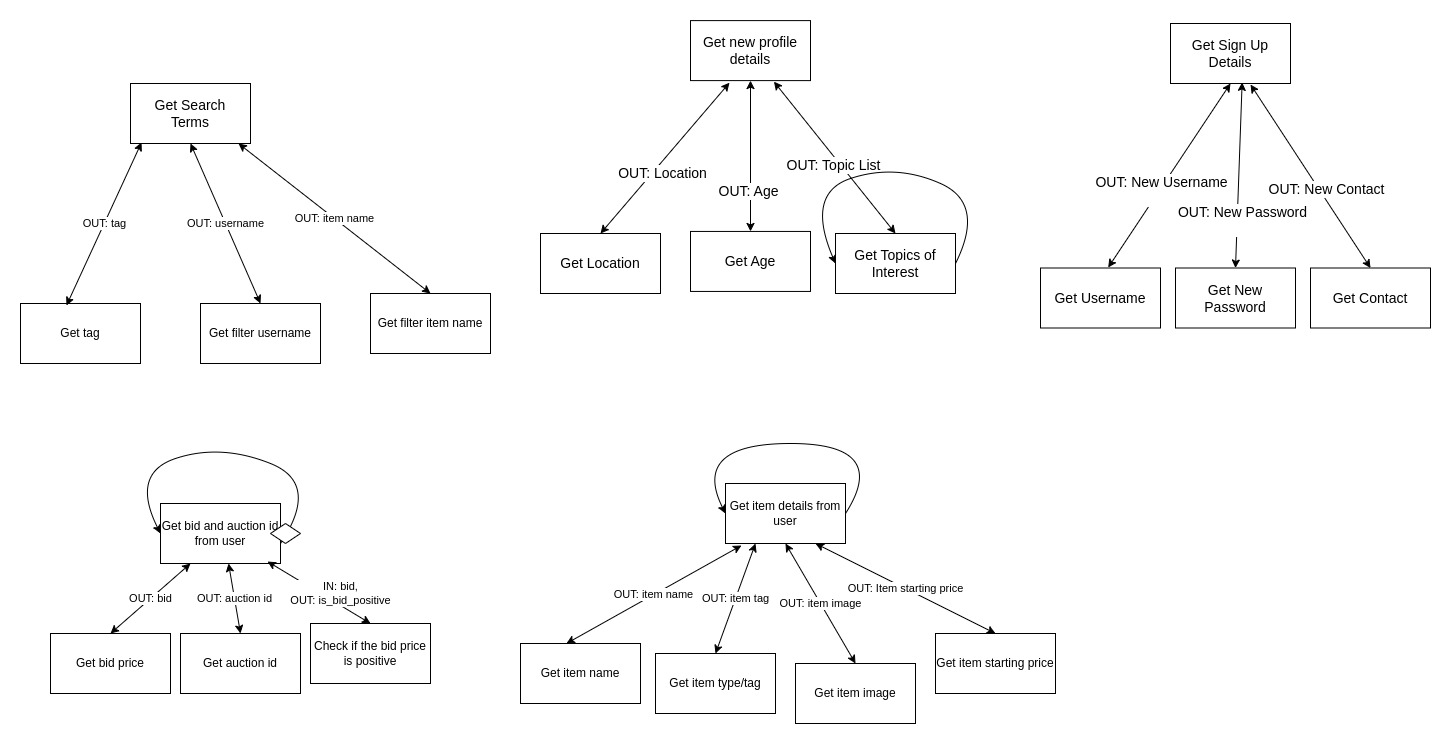 Get Search
Terms
OUT: tag
OUT: username
OUT: item name
Get tag
Get filter username
Get filter item name
Get new profile
details
OUT: Location
OUT: Age
OUT: Topic List
Get Location
Get Age
Get Topics of
Interest
Get Sign Up
Details
OUT: New Username
OUT: New Password
OUT: New Contact
Get Username
Get New
Password
Get Contact
Get bid and auction id
from user
OUT: bid
OUT: auction id
IN: bid,
OUT: is_bid_positive
Get bid price
Get auction id
Check if the bid price
is positive
Get item details from
user
OUT: item name
OUT: item tag
OUT: item image
OUT: Item starting price
Get item name
Get item type/tag
Get item image
Get item starting price